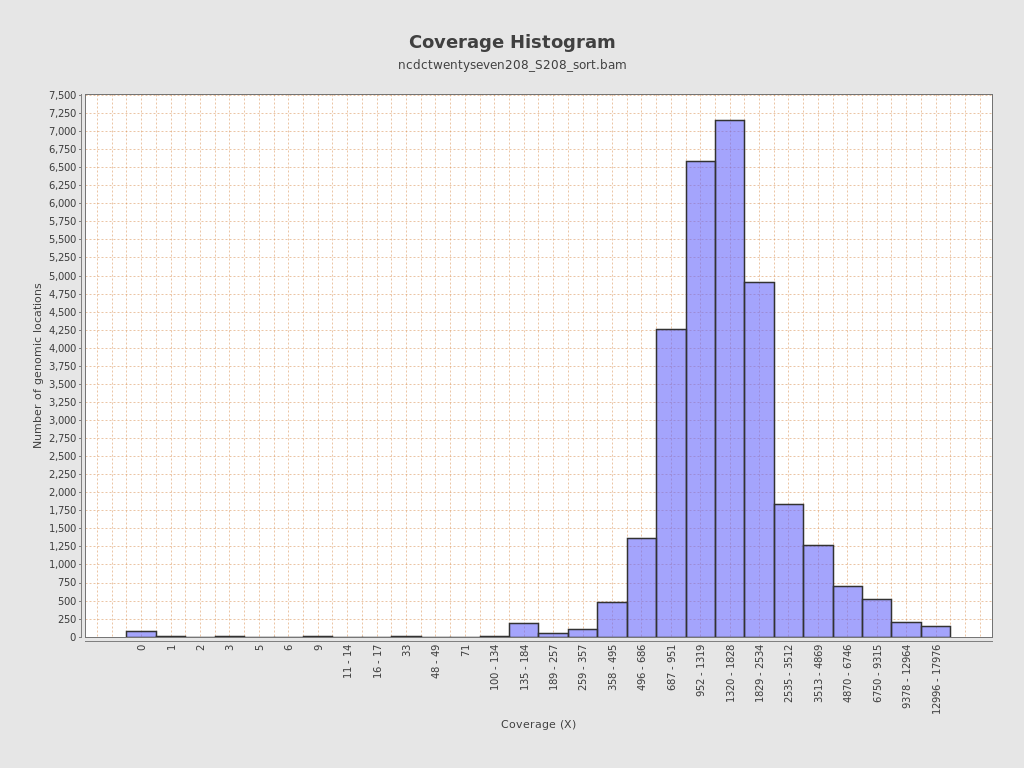 Coverage Histogram
ncdctwentyseven208_S208_sort.bam
Number of genomic locations
7,500
7,250
7,000
6,750
6,500
6,250
6,000
5,750
5,500
5,250
5,000
4,750
4,500
4,250
4,000
3,750
3,500
3,250
3,000
2,750
2,500
2,250
2,000
1,750
1,500
1,250
1,000
750
500
250
0
0
1
2
3
5
6
9
11 - 14
16 - 17
33
48 - 49
71
100 - 134
135 - 184
189 - 257
259 - 357
358 - 495
496 - 686
687 - 951
952 - 1319
1320 - 1828
1829 - 2534
2535 - 3512
3513 - 4869
4870 - 6746
6750 - 9315
9378 - 12964
12996 - 17976
Coverage (X)